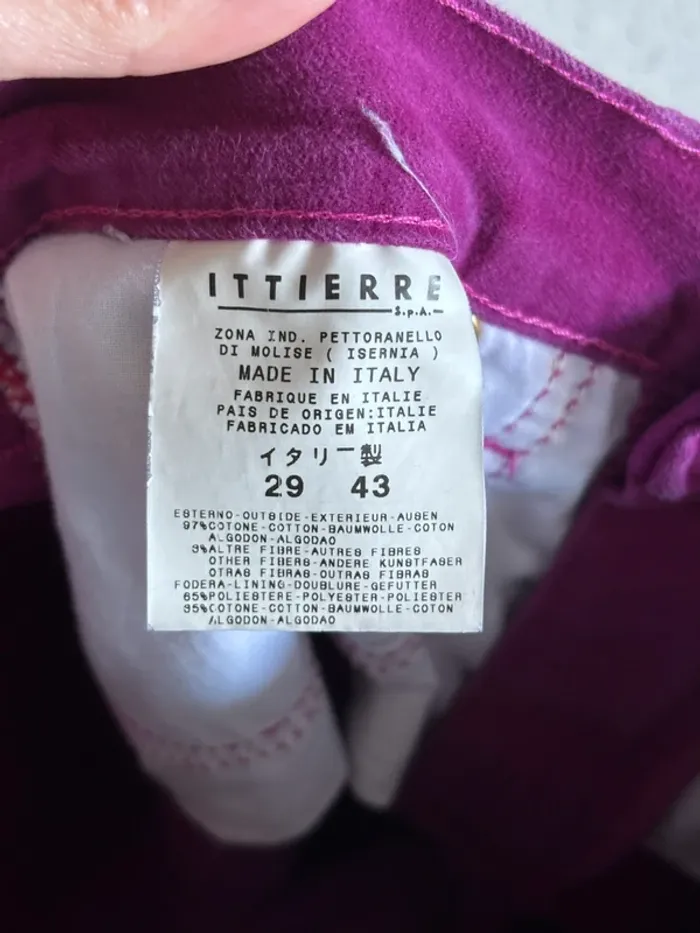 ITTIERRE
S.p.A.
ZONA IND. PETTORANELLO
DI MOLISE ( ISERNIA )
MADE IN ITALY
FABRIQUE EN ITALIE
PAIS DE ORIGEN:ITALIE
FABRICADO EM ITALIA
イタリー製
29 43
ESTERNO-OUTSIDE-EXTERIEUR-AUSEN
97%COTONE-COTTON-BAUMWOLLE-COTON
ALGODON-ALGODAO
3%ALTRE FIBRE-AUTRES FIBRES
OTHER FIBERS-ANDERE KUNSTFASER
OTRAS FIBRAS-OUTRAS FIBRAS
FODERA-LINING-DOUBLURE-GEFUTTER
65%POLIESTERE-POLYESTER-POLIESTER
35%COTONE-COTTON-BAUMWOLLE-COTON
ALGODON-ALGODAO